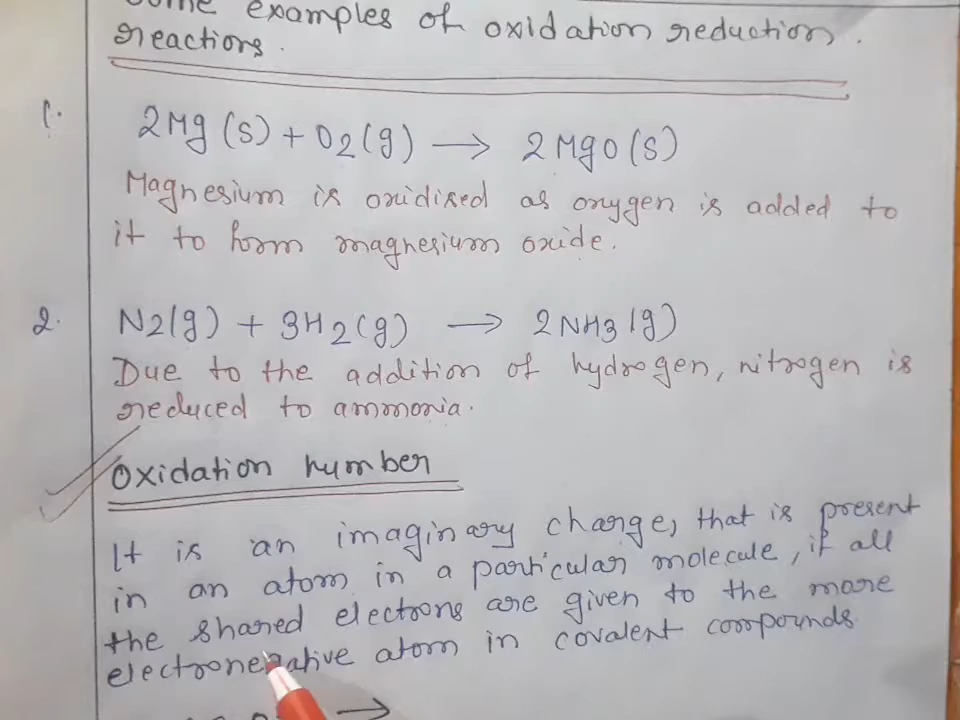 Some examples of oxidation reduction
reactions.
1. 2Mg(s) + O2(g) → 2MgO(s)
Magnesium is oxidised as oxygen is added to
it to form magnesium oxide.
2. N2(g) + 3H2(g) → 2NH3(g)
Due to the addition of hydrogen, nitrogen is
reduced to ammonia.
Oxidation number
It is an imaginary charge, that is present
in an atom in a particular molecule, if all
the shared electrons are given to the more
electronegative atom in covalent compounds
→